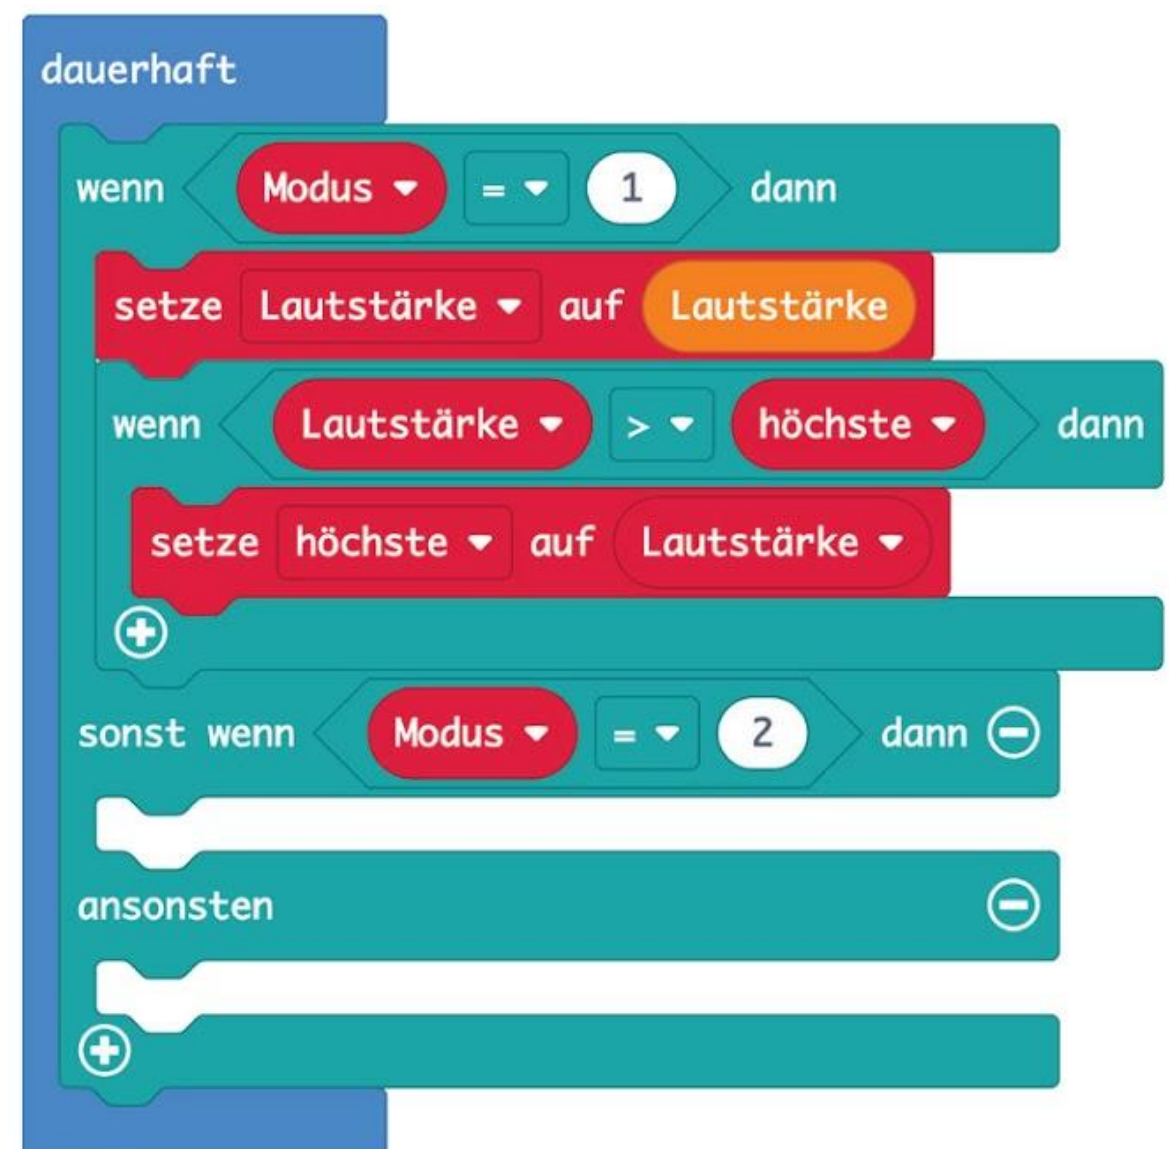 dauerhaft
wenn Modus = 1 dann
setze Lautstärke auf Lautstärke
wenn Lautstärke > höchste dann
setze höchste auf Lautstärke
sonst wenn Modus = 2 dann
ansonsten